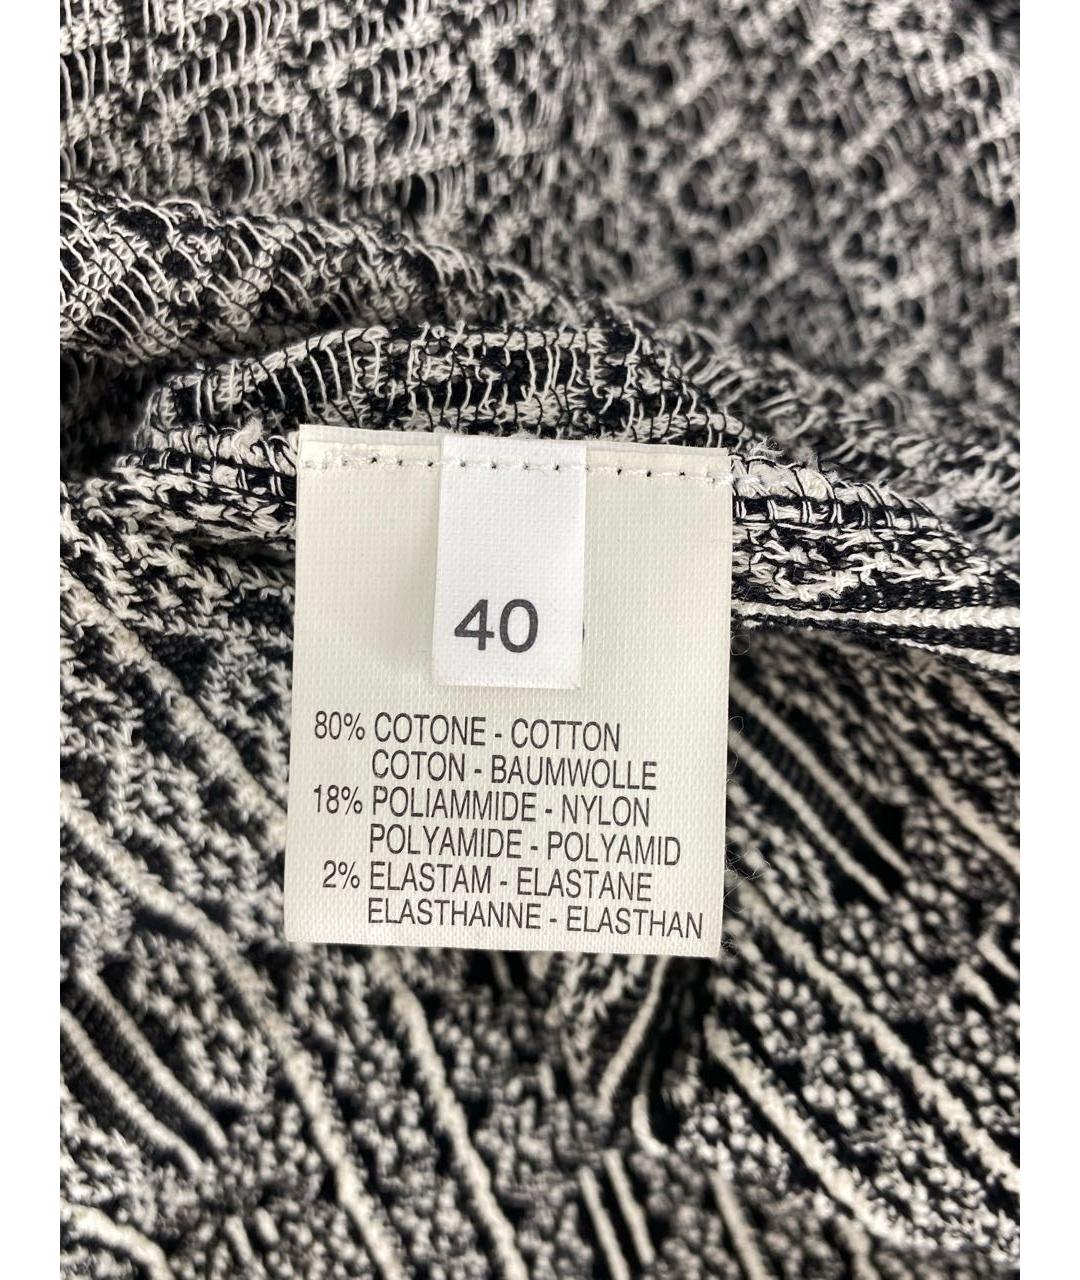 40
80% COTONE - COTTON
COTON - BAUMWOLLE
18% POLIAMMIDE - NYLON
POLYAMIDE - POLYAMID
2% ELASTAM - ELASTANE
ELASTHANNE - ELASTHAN